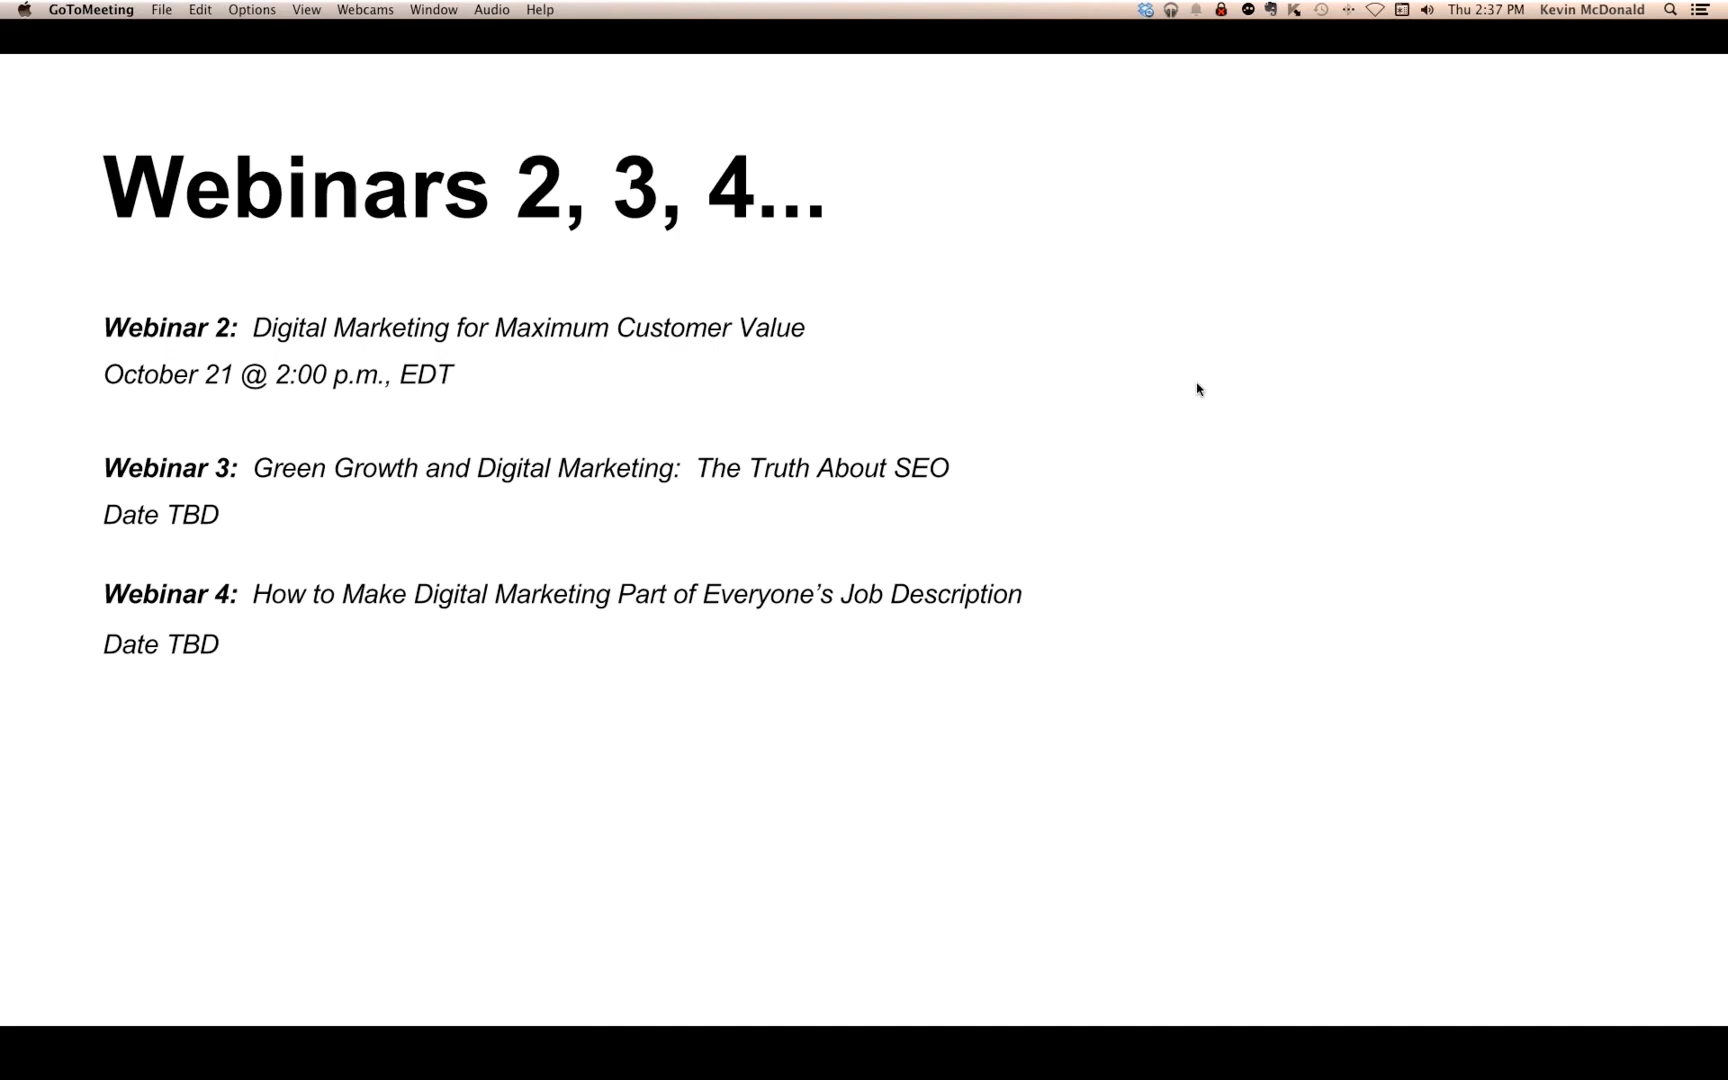 GoToMeeting File Edit Options View Webcams Window Audio Help Thu 2:37 PM Kevin McDonald
Webinars 2, 3, 4...
Webinar 2: Digital Marketing for Maximum Customer Value
October 21 @ 2:00 p.m., EDT
Webinar 3: Green Growth and Digital Marketing: The Truth About SEO
Date TBD
Webinar 4: How to Make Digital Marketing Part of Everyone’s Job Description
Date TBD